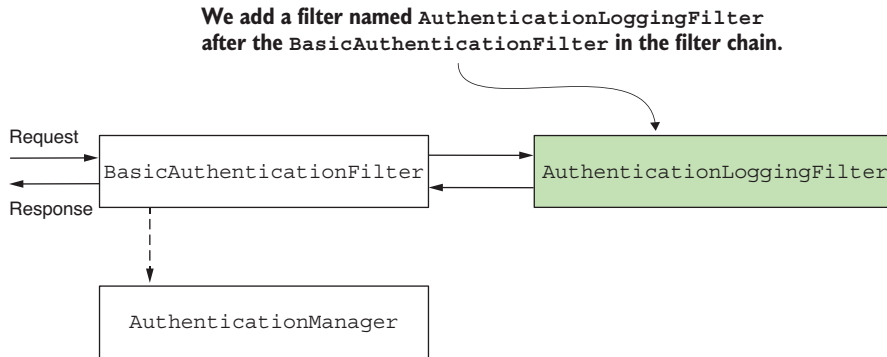 We add a filter named AuthenticationLoggingFilter
after the BasicAuthenticationFilter in the filter chain.
Request
BasicAuthenticationFilter
AuthenticationLoggingFilter
Response
AuthenticationManager